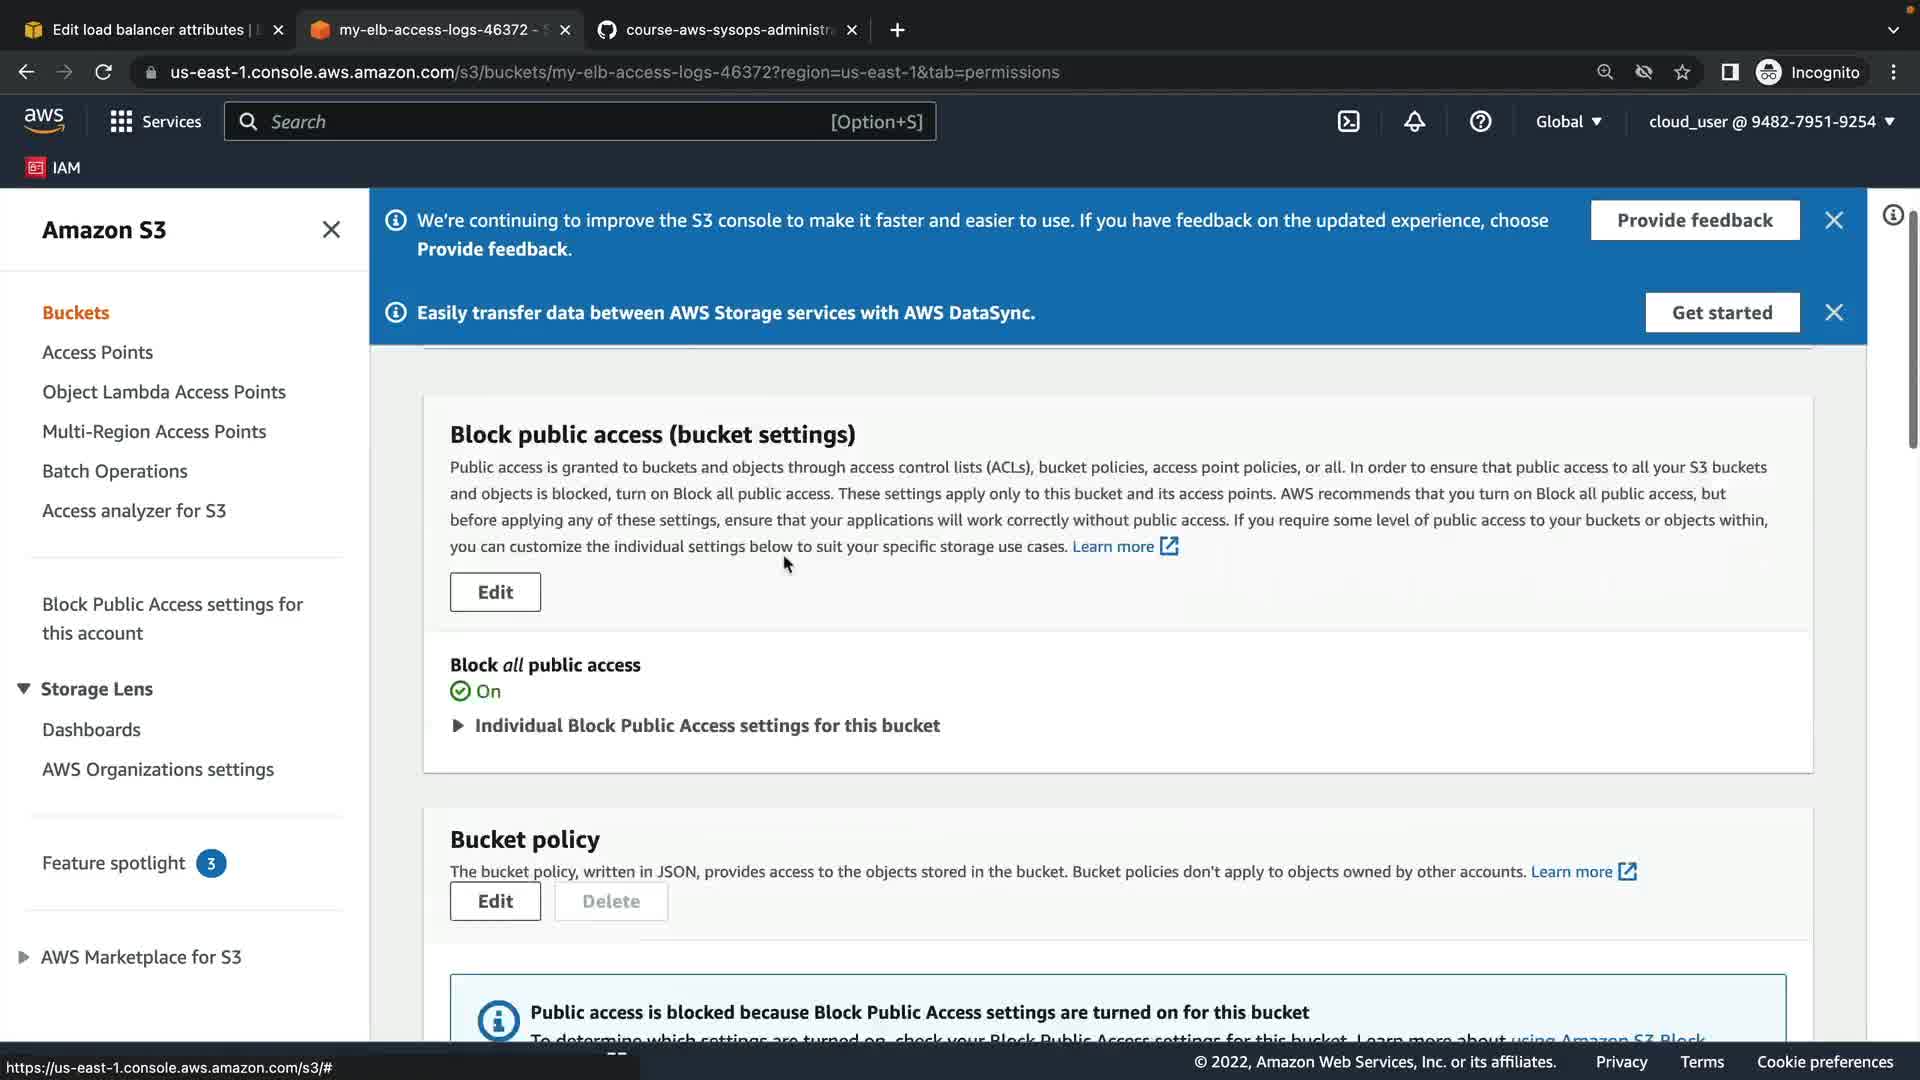 Edit load balancer attributes |
my-elb-access-logs-46372 -
course-aws-sysops-administr
us-east-1.console.aws.amazon.com/s3/buckets/my-elb-access-logs-46372?region=us-east-1&tab=permissions
Incognito
aws
Services
Search
[Option+S]
Global
cloud_user @ 9482-7951-9254
IAM
Amazon S3
Buckets
Access Points
Object Lambda Access Points
Multi-Region Access Points
Batch Operations
Access analyzer for S3
Block Public Access settings for
this account
Storage Lens
Dashboards
AWS Organizations settings
Feature spotlight 3
AWS Marketplace for S3
We're continuing to improve the S3 console to make it faster and easier to use. If you have feedback on the updated experience, choose
Provide feedback.
Provide feedback
Easily transfer data between AWS Storage services with AWS DataSync.
Get started
Block public access (bucket settings)
Public access is granted to buckets and objects through access control lists (ACLs), bucket policies, access point policies, or all. In order to ensure that public access to all your S3 buckets
and objects is blocked, turn on Block all public access. These settings apply only to this bucket and its access points. AWS recommends that you turn on Block all public access, but
before applying any of these settings, ensure that your applications will work correctly without public access. If you require some level of public access to your buckets or objects within,
you can customize the individual settings below to suit your specific storage use cases. Learn more
Edit
Block all public access
On
Individual Block Public Access settings for this bucket
Bucket policy
The bucket policy, written in JSON, provides access to the objects stored in the bucket. Bucket policies don't apply to objects owned by other accounts. Learn more
Edit
Delete
Public access is blocked because Block Public Access settings are turned on for this bucket
To determine which settings are turned on, check your Block Public Access settings for this bucket. Learn more about using Amazon S3 Block
https://us-east-1.console.aws.amazon.com/s3/#
© 2022, Amazon Web Services, Inc. or its affiliates.
Privacy
Terms
Cookie preferences